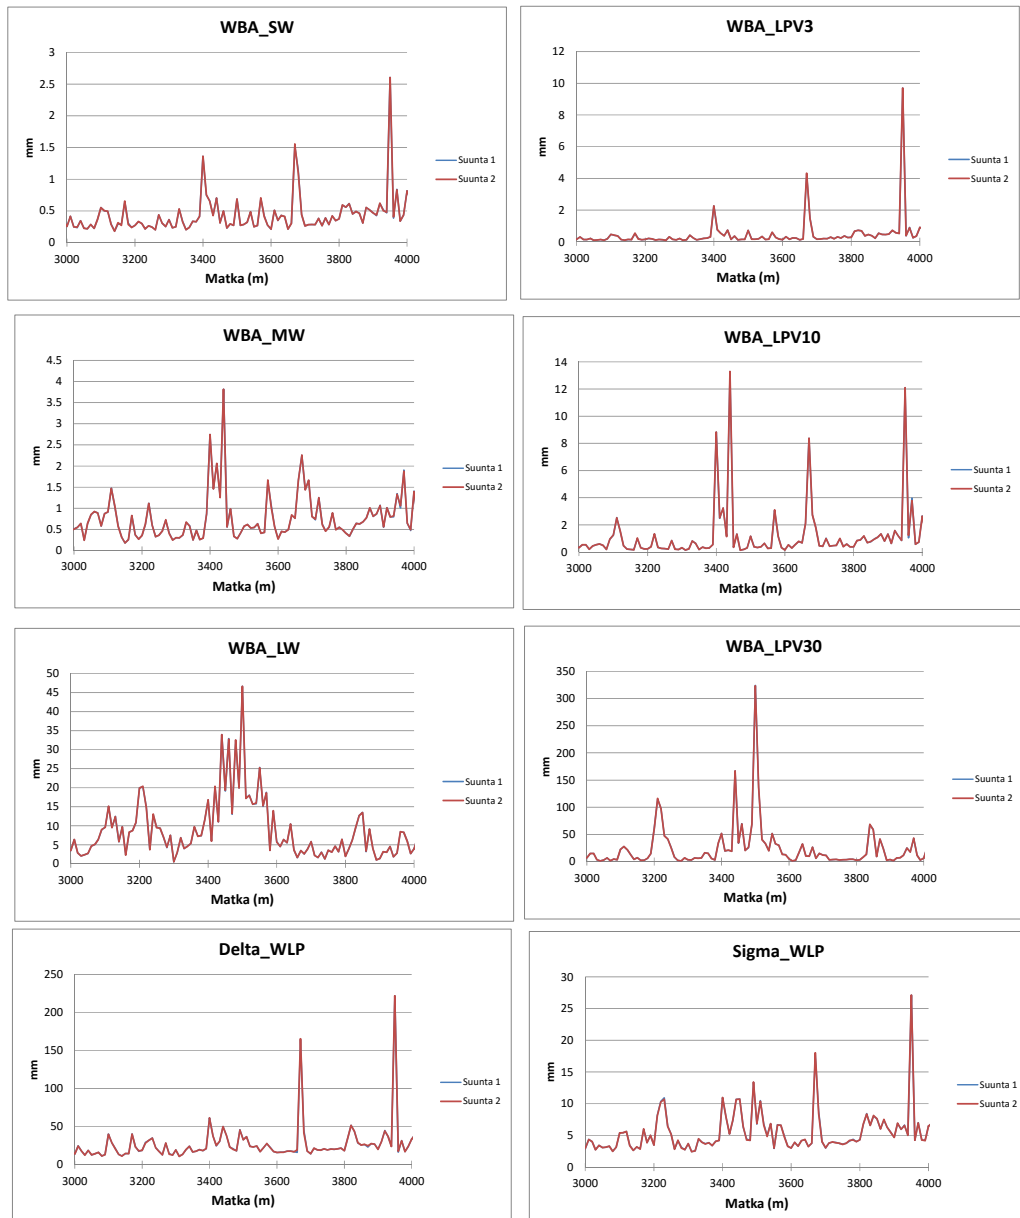 WBA_SW
3
2.5
2
1.5
1
0.5
0
mm
3000 3200 3400 3600 3800 4000
Matka (m)
Suunta 1
Suunta 2
WBA_LPV3
12
10
8
6
4
2
0
mm
3000 3200 3400 3600 3800 4000
Matka (m)
Suunta 1
Suunta 2
WBA_MW
4.5
4
3.5
3
2.5
2
1.5
1
0.5
0
mm
3000 3200 3400 3600 3800 4000
Matka (m)
Suunta 1
Suunta 2
WBA_LPV10
14
12
10
8
6
4
2
0
mm
3000 3200 3400 3600 3800 4000
Matka (m)
Suunta 1
Suunta 2
WBA_LW
50
45
40
35
30
25
20
15
10
5
0
mm
3000 3200 3400 3600 3800 4000
Matka (m)
Suunta 1
Suunta 2
WBA_LPV30
350
300
250
200
150
100
50
0
mm
3000 3200 3400 3600 3800 4000
Matka (m)
Suunta 1
Suunta 2
Delta_WLP
250
200
150
100
50
0
mm
3000 3200 3400 3600 3800 4000
Matka (m)
Suunta 1
Suunta 2
Sigma_WLP
30
25
20
15
10
5
0
mm
3000 3200 3400 3600 3800 4000
Matka (m)
Suunta 1
Suunta 2